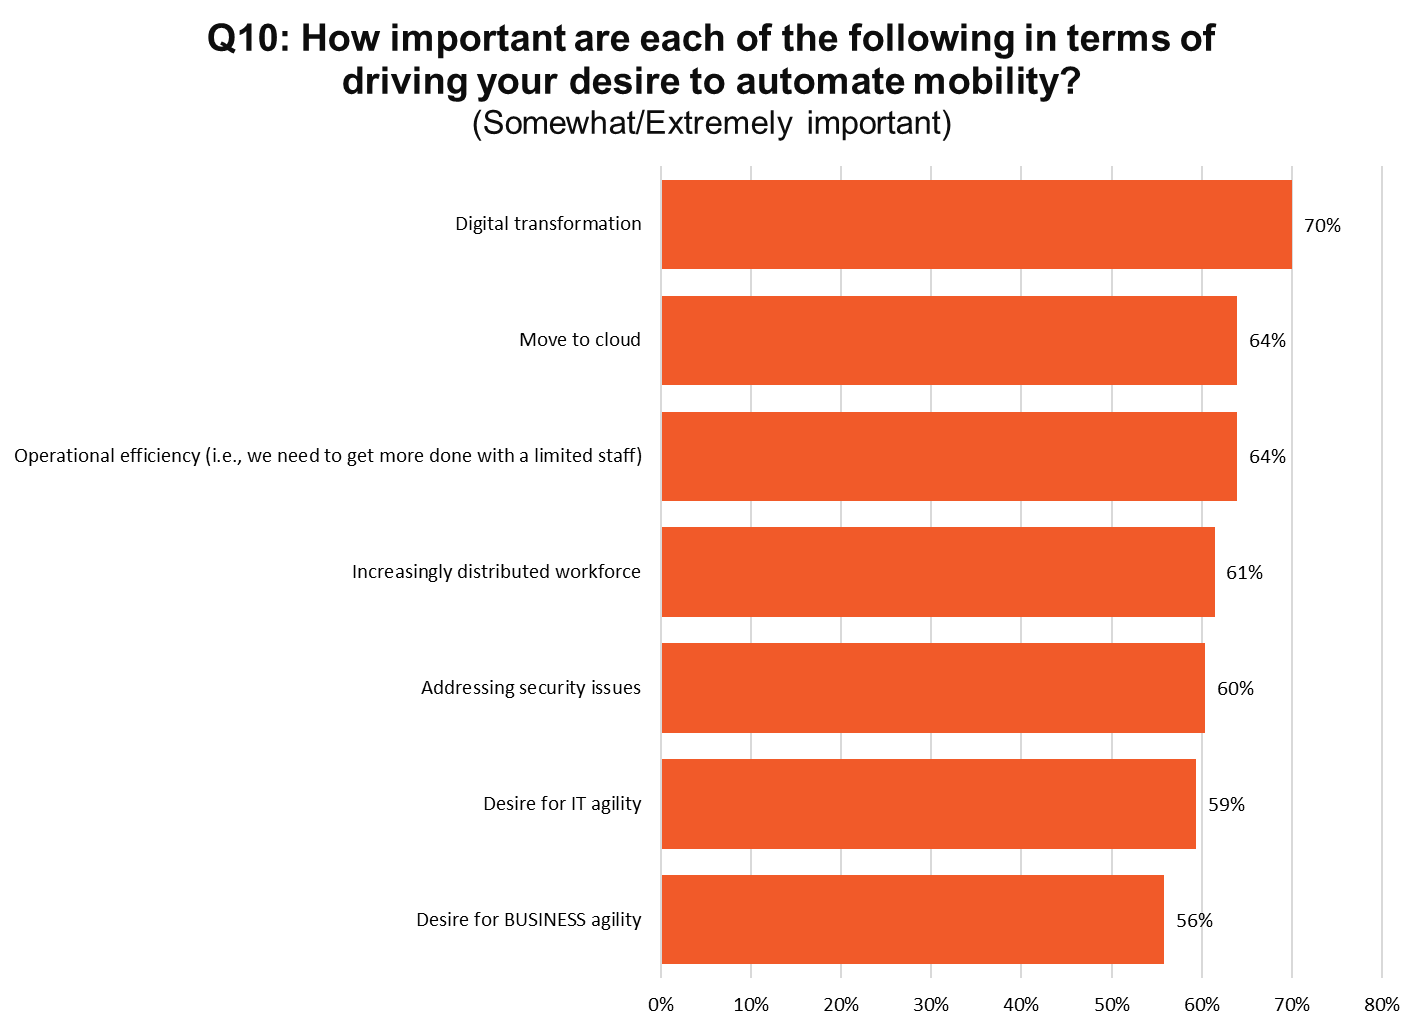 Q10: How important are each of the following in terms of
driving your desire to automate mobility?
(Somewhat/Extremely important)
Digital transformation
70%
Move to cloud
64%
Operational efficiency (i.e., we need to get more done with a limited staff)
64%
Increasingly distributed workforce
61%
Addressing security issues
60%
Desire for IT agility
59%
Desire for BUSINESS agility
56%
0% 10% 20% 30% 40% 50% 60% 70% 80%